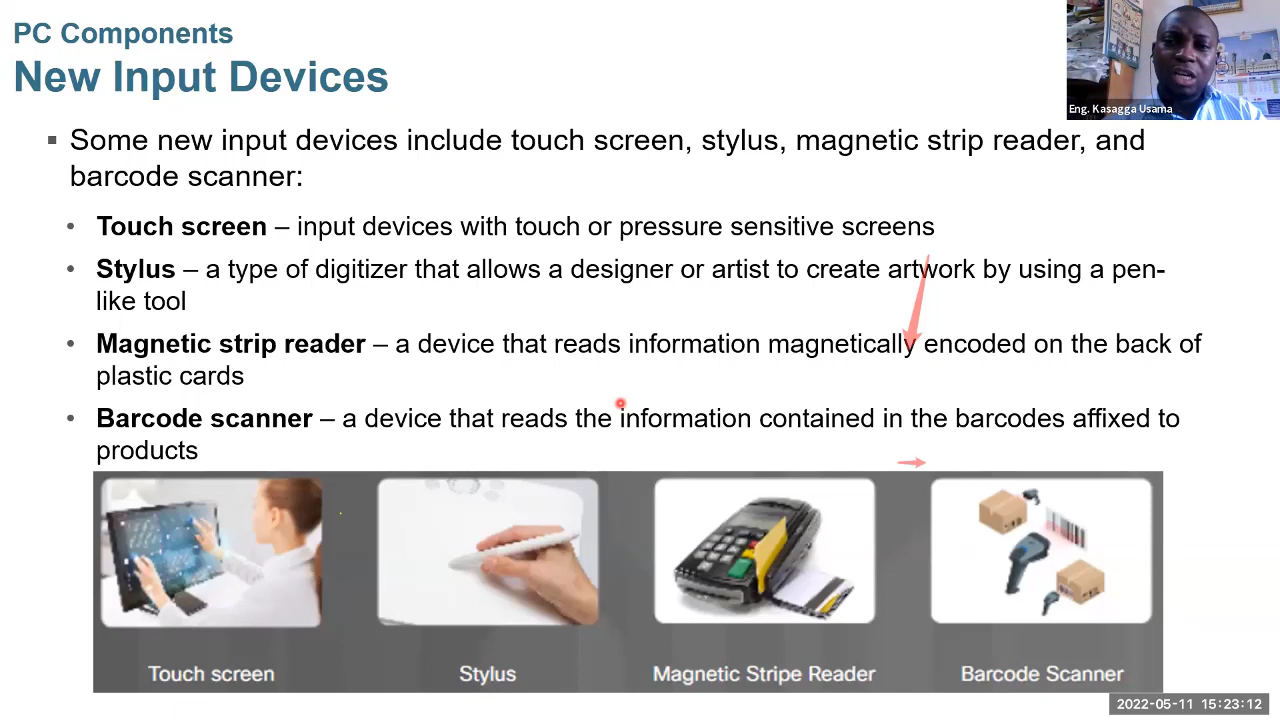 PC Components
New Input Devices
Eng. Kasagga Usama
▪ Some new input devices include touch screen, stylus, magnetic strip reader, and
barcode scanner:
• Touch screen – input devices with touch or pressure sensitive screens
• Stylus – a type of digitizer that allows a designer or artist to create artwork by using a pen-
like tool
• Magnetic strip reader – a device that reads information magnetically encoded on the back of
plastic cards
• Barcode scanner – a device that reads the information contained in the barcodes affixed to
products
Touch screen
Stylus
Magnetic Stripe Reader
Barcode Scanner
2022-05-11 15:23:12